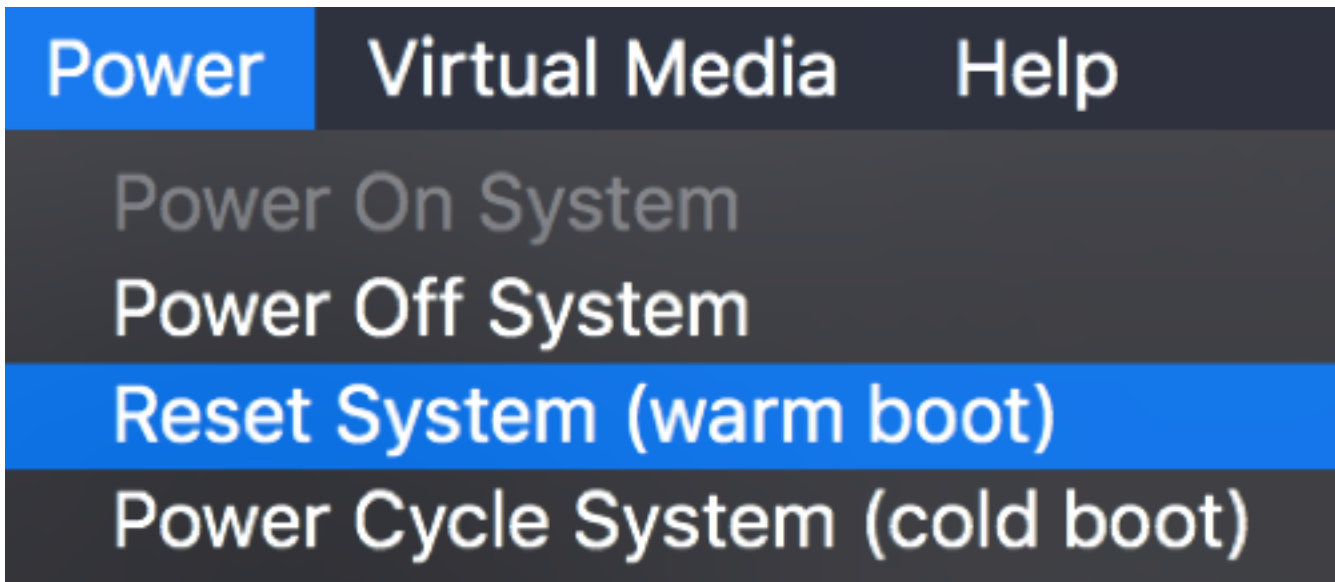 Power Virtual Media Help
Power On System
Power Off System
Reset System (warm boot)
Power Cycle System (cold boot)